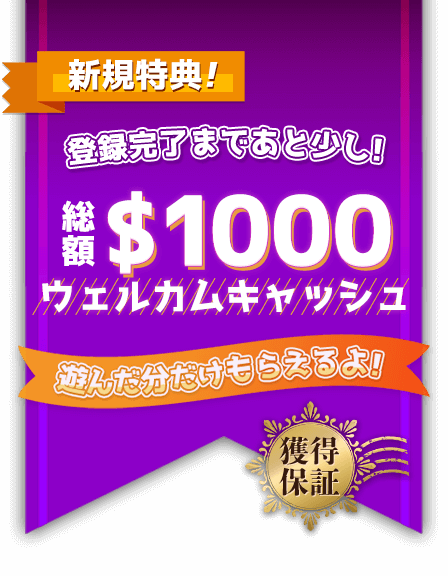 新規特典!
登録完了まであと少し!
総額 $1000
ウェルカムキャッシュ
遊んだ分だけもらえるよ!
獲得
保証